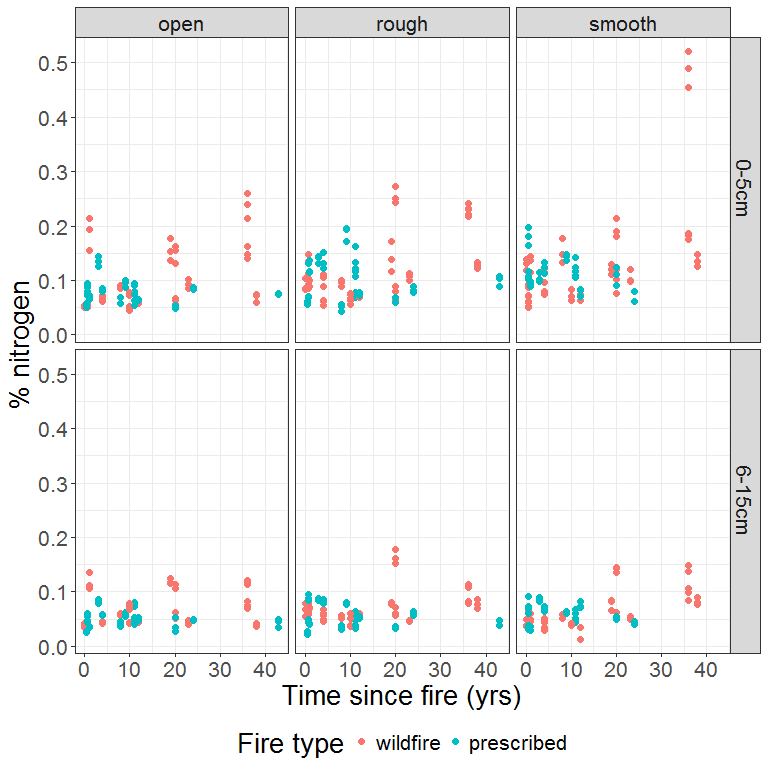 open rough smooth
0.5
0.4
0.3
0.2
0.1
0.0
0-5cm
% nitrogen
0.5
0.4
0.3
0.2
0.1
0.0
6-15cm
0 10 20 30 40 0 10 20 30 40 0 10 20 30 40
Time since fire (yrs)
Fire type wildfire prescribed